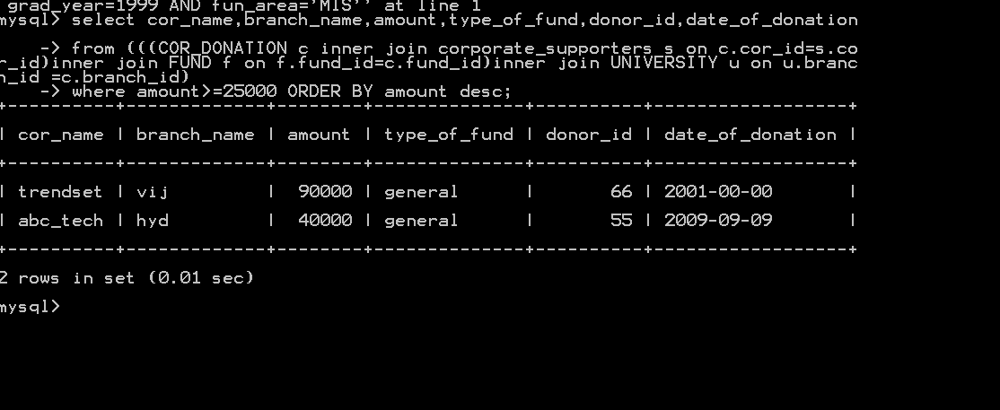 grad_year=1999 AND fun_area='MIS'' at line 1
mysql> select cor_name,branch_name,amount,type_of_fund,donor_id,date_of_donation
-> from (((COR_DONATION c inner join corporate_supporters s on c.cor_id=s.co
r_id)inner join FUND f on f.fund_id=c.fund_id)inner join UNIVERSITY u on u.branc
h_id =c.branch_id)
-> where amount>=25000 ORDER BY amount desc;
+----------+-------------+--------+--------------+----------+------------------+
| cor_name | branch_name | amount | type_of_fund | donor_id | date_of_donation |
+----------+-------------+--------+--------------+----------+------------------+
| trendset | vij | 90000 | general | 66 | 2001-00-00 |
| abc_tech | hyd | 40000 | general | 55 | 2009-09-09 |
+----------+-------------+--------+--------------+----------+------------------+
2 rows in set (0.01 sec)
mysql>